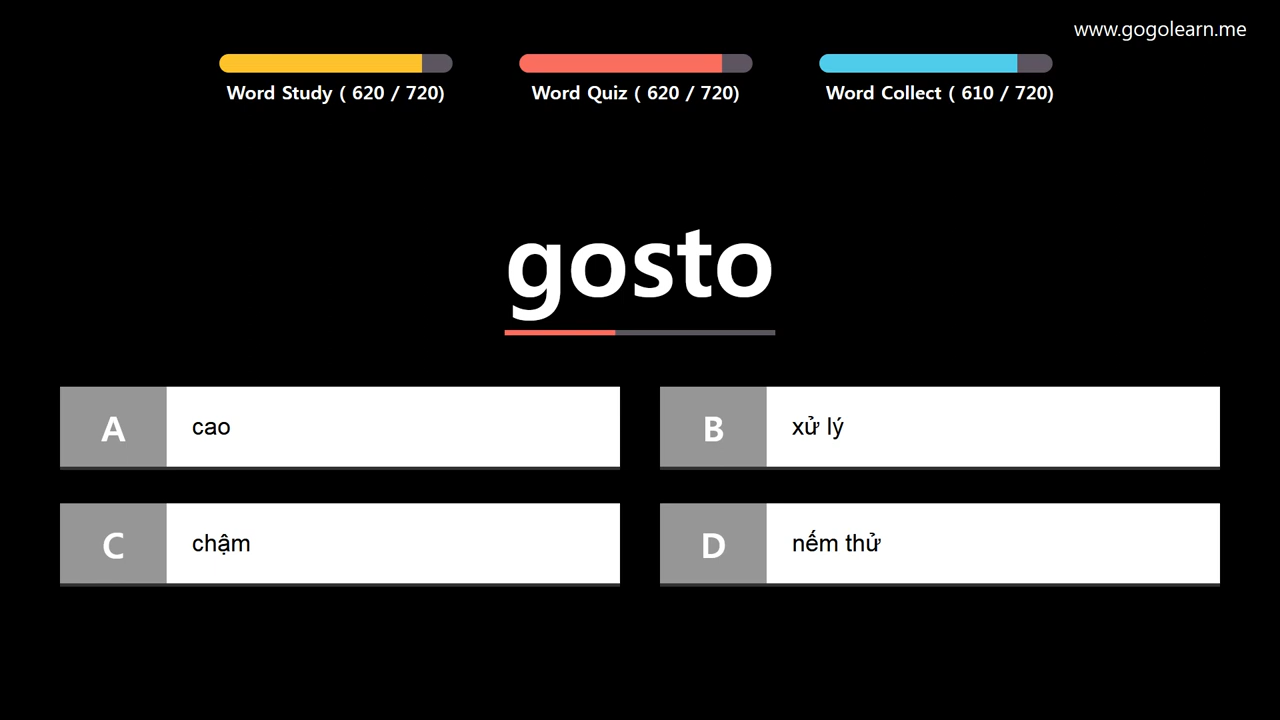 www.gogolearn.me
Word Study ( 620 / 720)
Word Quiz ( 620 / 720)
Word Collect ( 610 / 720)
gosto
A
cao
B
xử lý
C
chậm
D
nếm thử